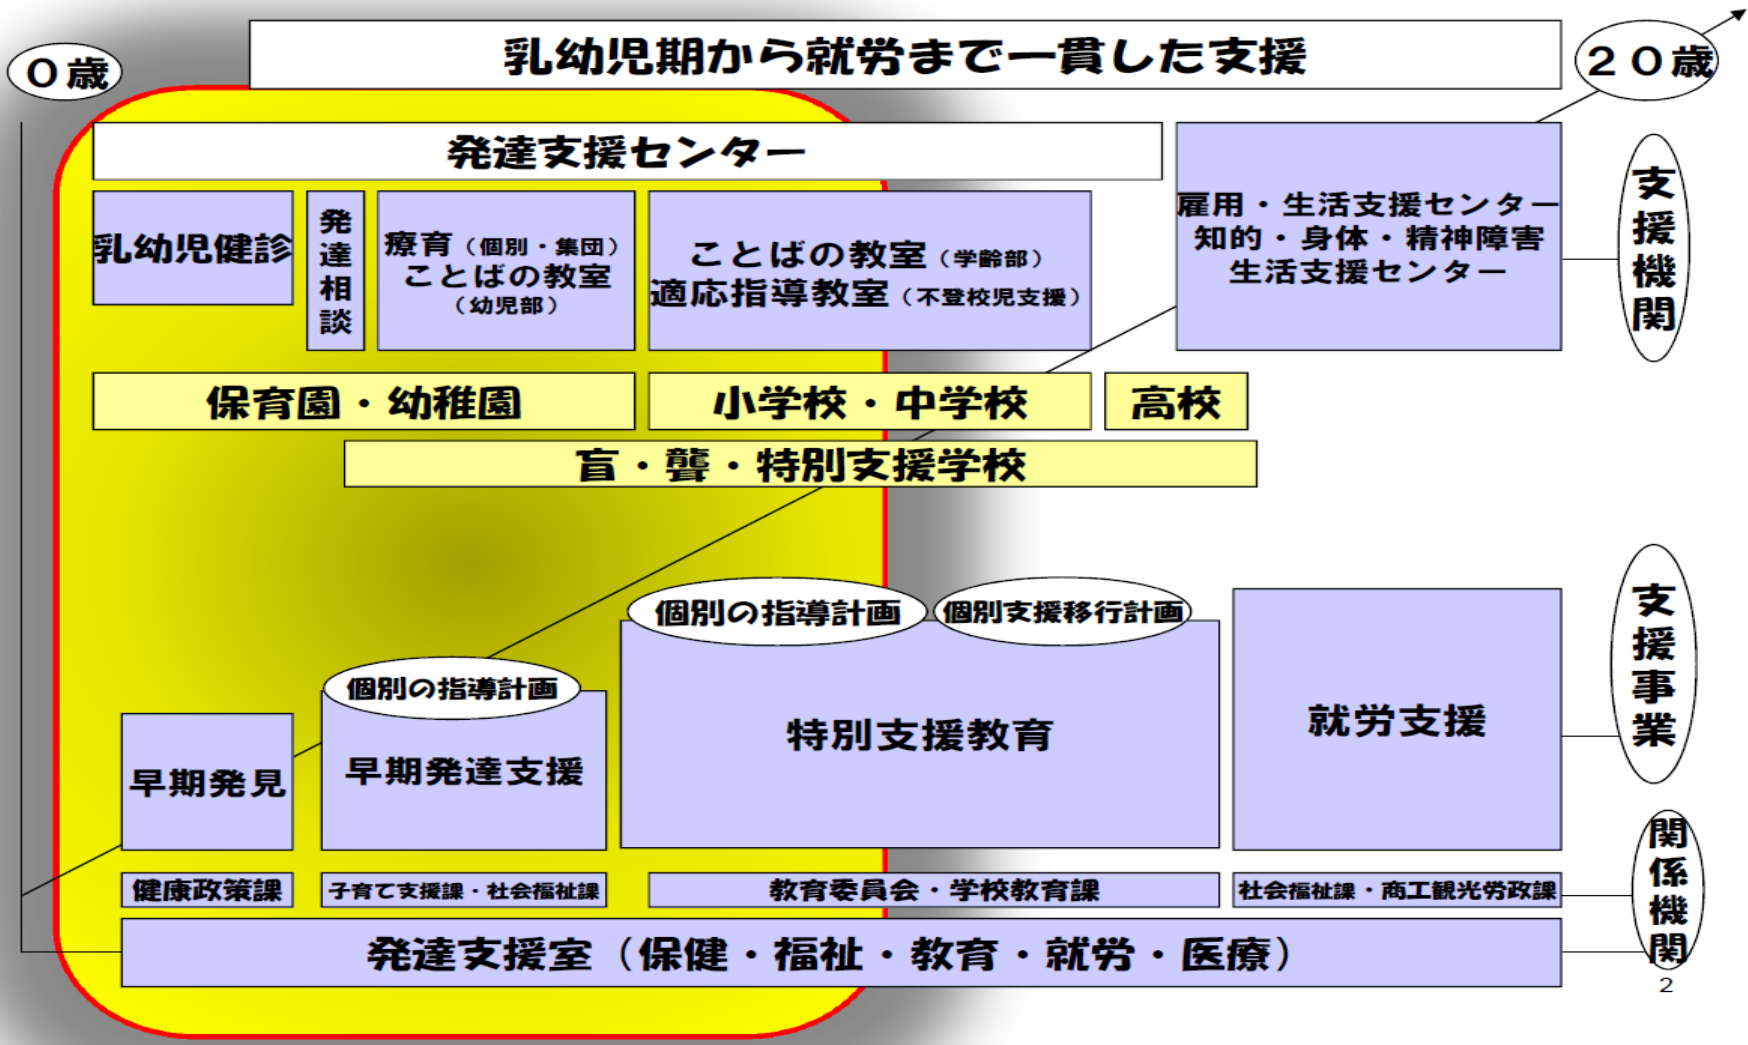 乳幼児期から就労まで一貫した支援
0歳
20歳
発達支援センター
乳幼児健診
発達相談
療育（個別・集団）
ことばの教室
（幼児部）
ことばの教室（学齢部）
適応指導教室（不登校児支援）
雇用・生活支援センター
知的・身体・精神障害
生活支援センター
支援機関
保育園・幼稚園
小学校・中学校
高校
盲・聾・特別支援学校
個別の指導計画
個別支援移行計画
個別の指導計画
早期発見
早期発達支援
特別支援教育
就労支援
支援事業
健康政策課
子育て支援課・社会福祉課
教育委員会・学校教育課
社会福祉課・商工観光労政課
関係機関
発達支援室（保健・福祉・教育・就労・医療）
2